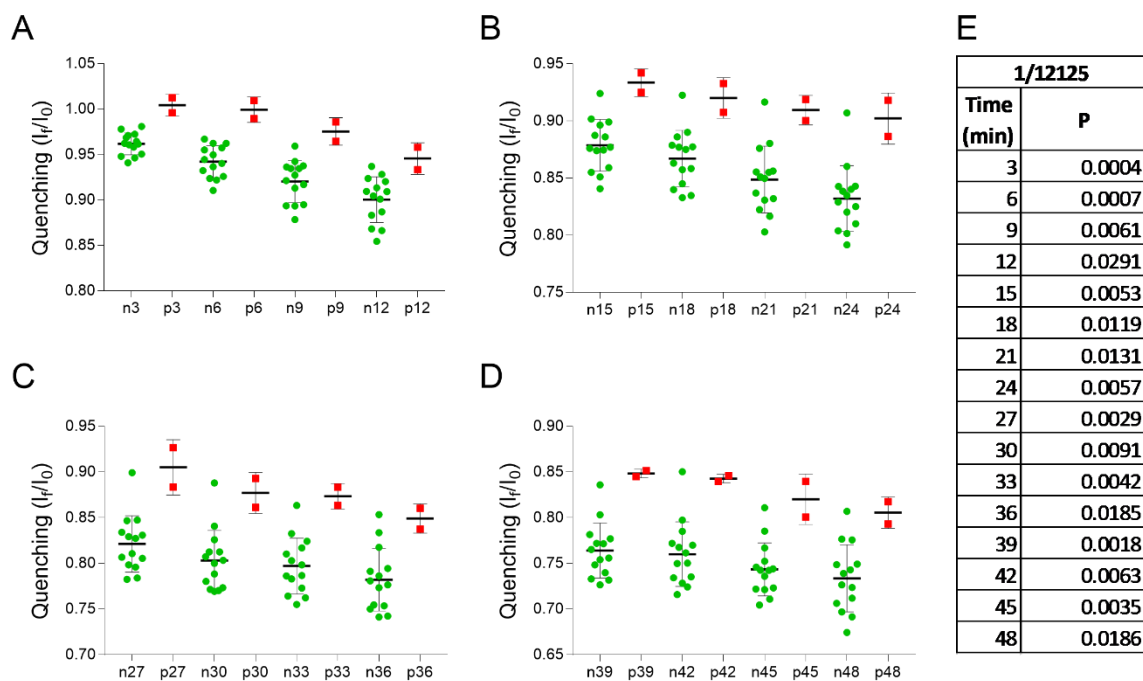 A
Quenching (If/I0)
1.05
1.00
0.95
0.90
0.85
0.80
n3 p3 n6 p6 n9 p9 n12 p12
B
Quenching (If/I0)
0.95
0.90
0.85
0.80
0.75
n15 p15 n18 p18 n21 p21 n24 p24
C
Quenching (If/I0)
0.95
0.90
0.85
0.80
0.75
0.70
n27 p27 n30 p30 n33 p33 n36 p36
D
Quenching (If/I0)
0.90
0.85
0.80
0.75
0.70
0.65
n39 p39 n42 p42 n45 p45 n48 p48
E
1/12125
Time (min) P
3 0.0004
6 0.0007
9 0.0061
12 0.0291
15 0.0053
18 0.0119
21 0.0131
24 0.0057
27 0.0029
30 0.0091
33 0.0042
36 0.0185
39 0.0018
42 0.0063
45 0.0035
48 0.0186